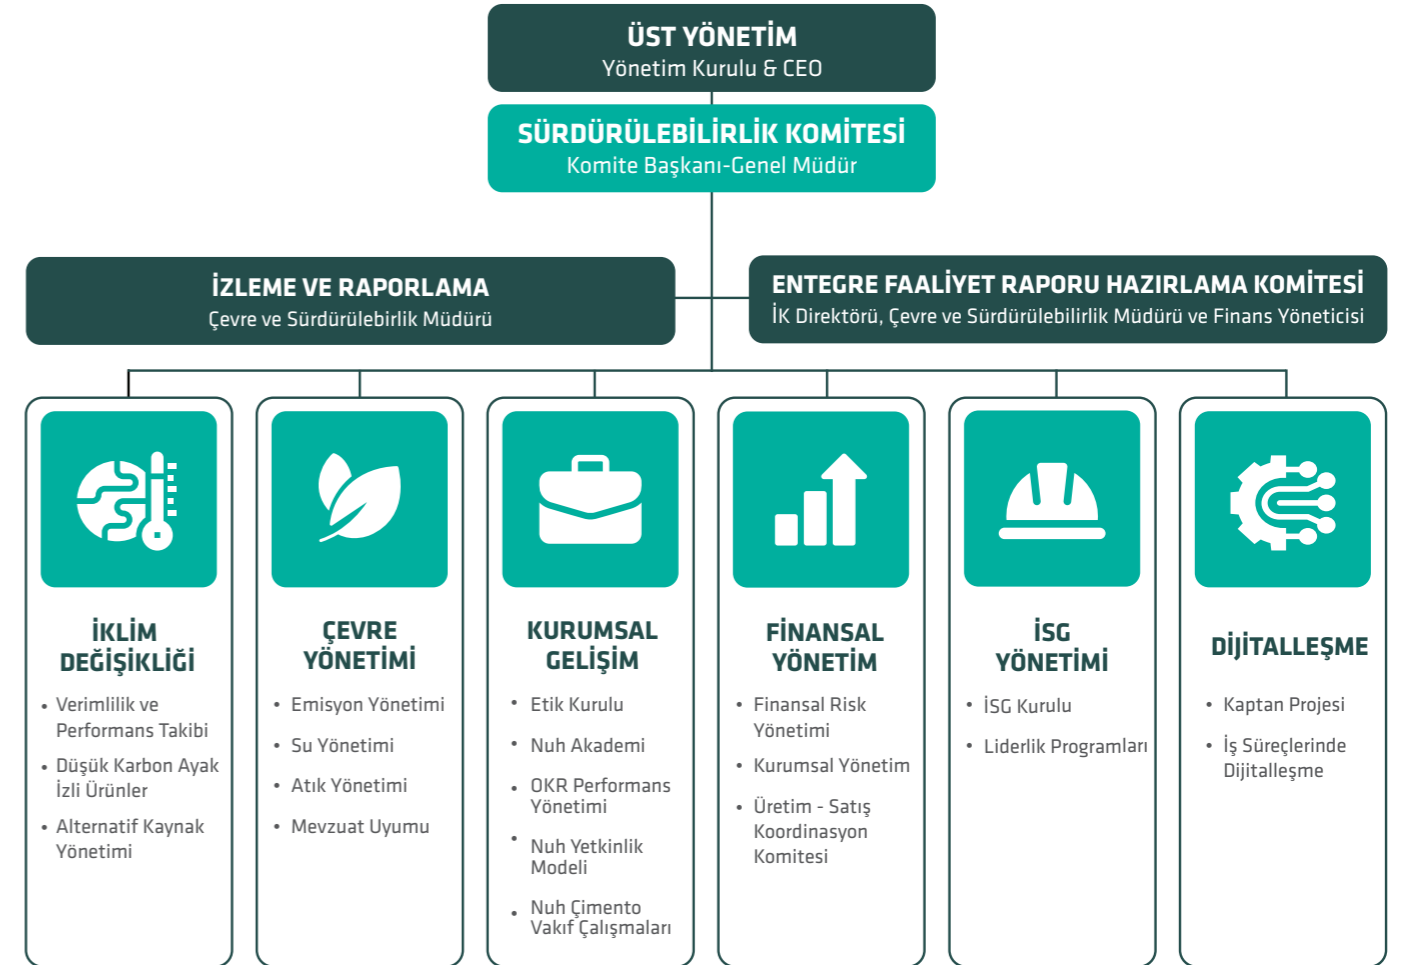 ÜST YÖNETİM
Yönetim Kurulu & CEO
SÜRDÜRÜLEBİLİRLİK KOMİTESİ
Komite Başkanı-Genel Müdür
İZLEME VE RAPORLAMA
Çevre ve Sürdürülebirlik Müdürü
ENTEGRE FAALİYET RAPORU HAZIRLAMA KOMİTESİ
İK Direktörü, Çevre ve Sürdürülebilirlik Müdürü ve Finans Yöneticisi
İKLİM
DEĞİŞİKLİĞİ
• Verimlilik ve
Performans Takibi
• Düşük Karbon Ayak
İzli Ürünler
• Alternatif Kaynak
Yönetimi
ÇEVRE
YÖNETİMİ
• Emisyon Yönetimi
• Su Yönetimi
• Atık Yönetimi
• Mevzuat Uyumu
KURUMSAL
GELİŞİM
• Etik Kurulu
• Nuh Akademi
• OKR Performans
Yönetimi
• Nuh Yetkinlik
Modeli
• Nuh Çimento
Vakıf Çalışmaları
FİNANSAL
YÖNETİM
• Finansal Risk
Yönetimi
• Kurumsal Yönetim
• Üretim - Satış
Koordinasyon
Komitesi
İSG
YÖNETİMİ
• İSG Kurulu
• Liderlik Programları
DİJİTALLEŞME
• Kaptan Projesi
• İş Süreçlerinde
Dijitalleşme